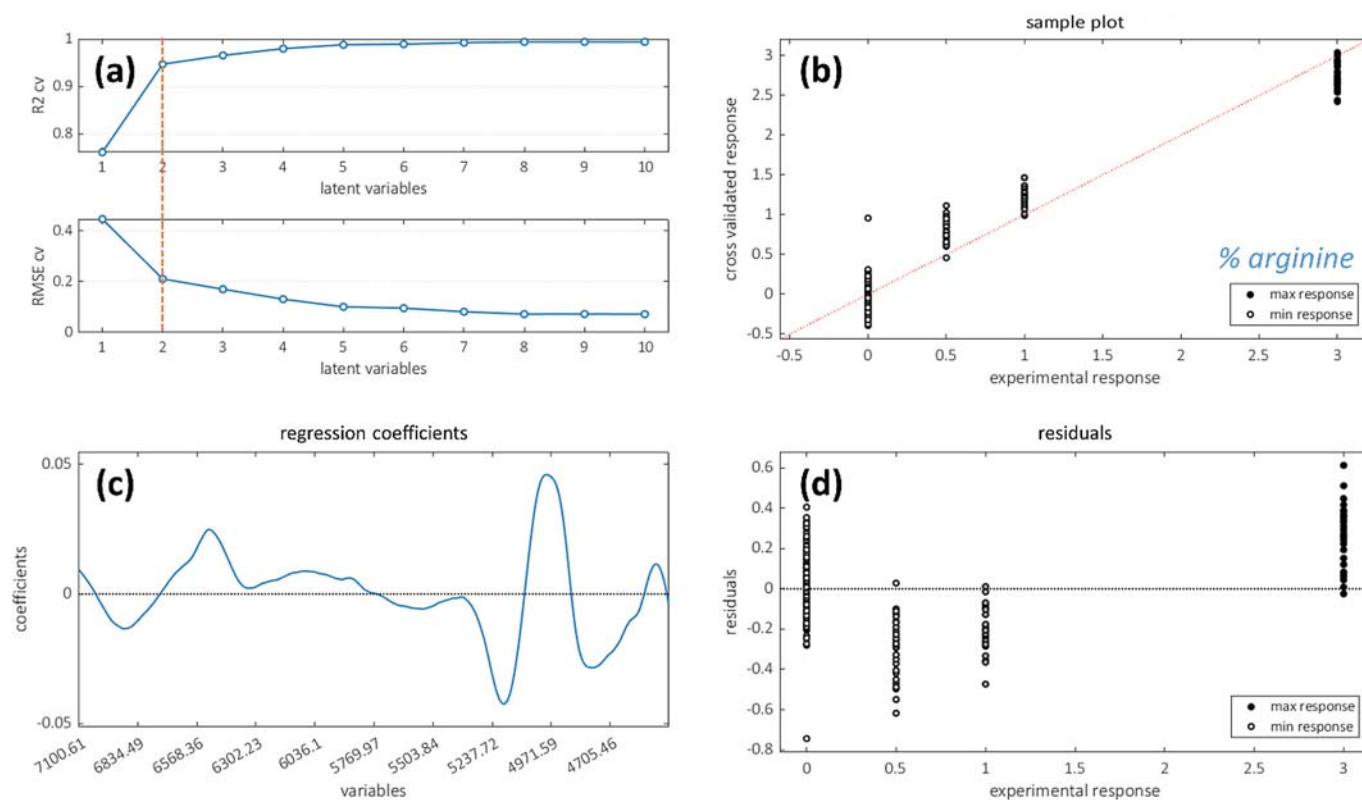 (a)
R2 cv
1
0.9
0.8
1 2 3 4 5 6 7 8 9 10
latent variables
RMSE cv
0.4
0.2
0
1 2 3 4 5 6 7 8 9 10
latent variables
sample plot
(b)
cross validated response
3
2.5
2
1.5
1
0.5
0
-0.5
% arginine
max response
min response
-0.5 0 0.5 1 1.5 2 2.5 3
experimental response
regression coefficients
(c)
coefficients
0.05
0
-0.05
7100.61 6834.49 6568.36 6302.23 6036.1 5769.97 5503.84 5237.72 4971.59 4705.46
variables
residuals
(d)
residuals
0.6
0.4
0.2
0
-0.2
-0.4
-0.6
-0.8
max response
min response
0 0.5 1 1.5 2 2.5 3
experimental response